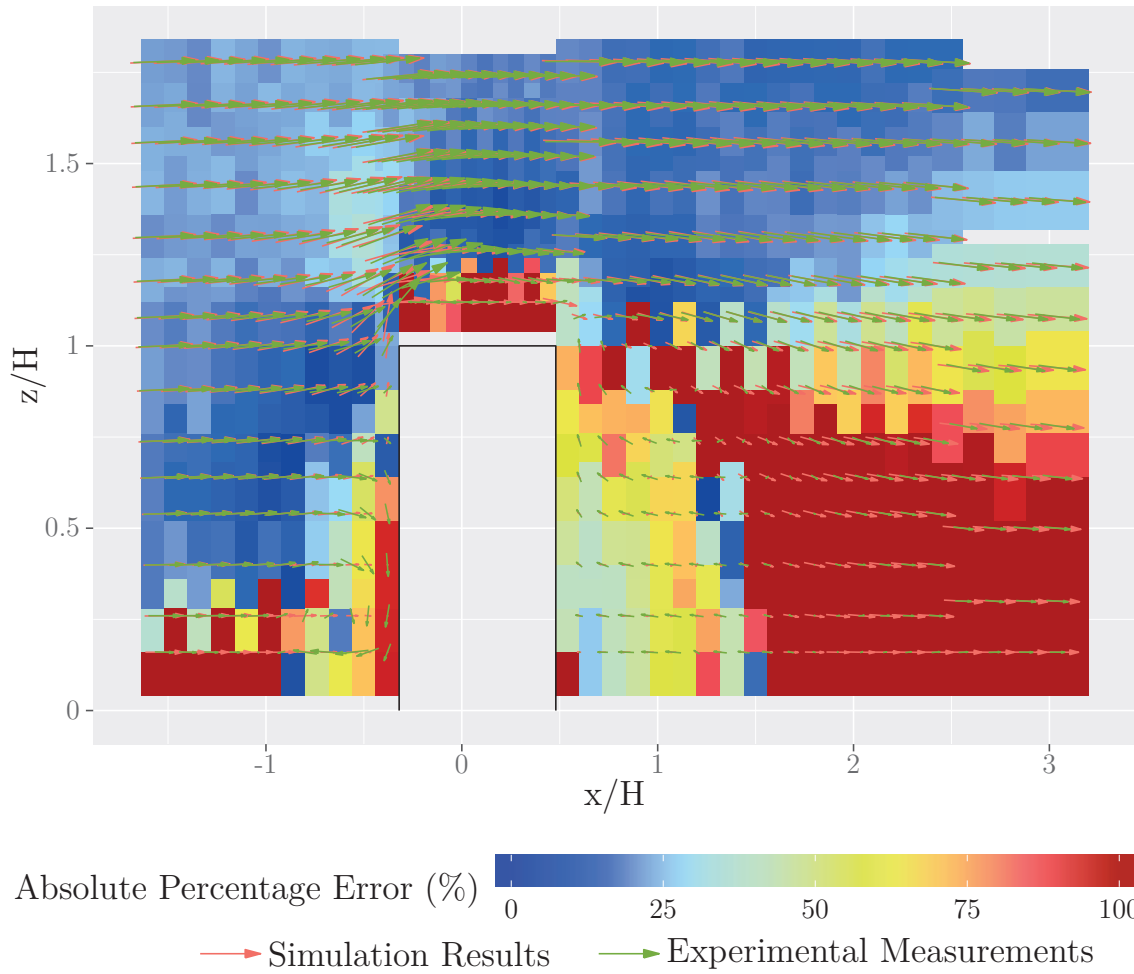 z/H
1.5
1
0.5
0
-1 0 1 2 3
x/H
Absolute Percentage Error (%)
0 25 50 75 100
Simulation Results Experimental Measurements